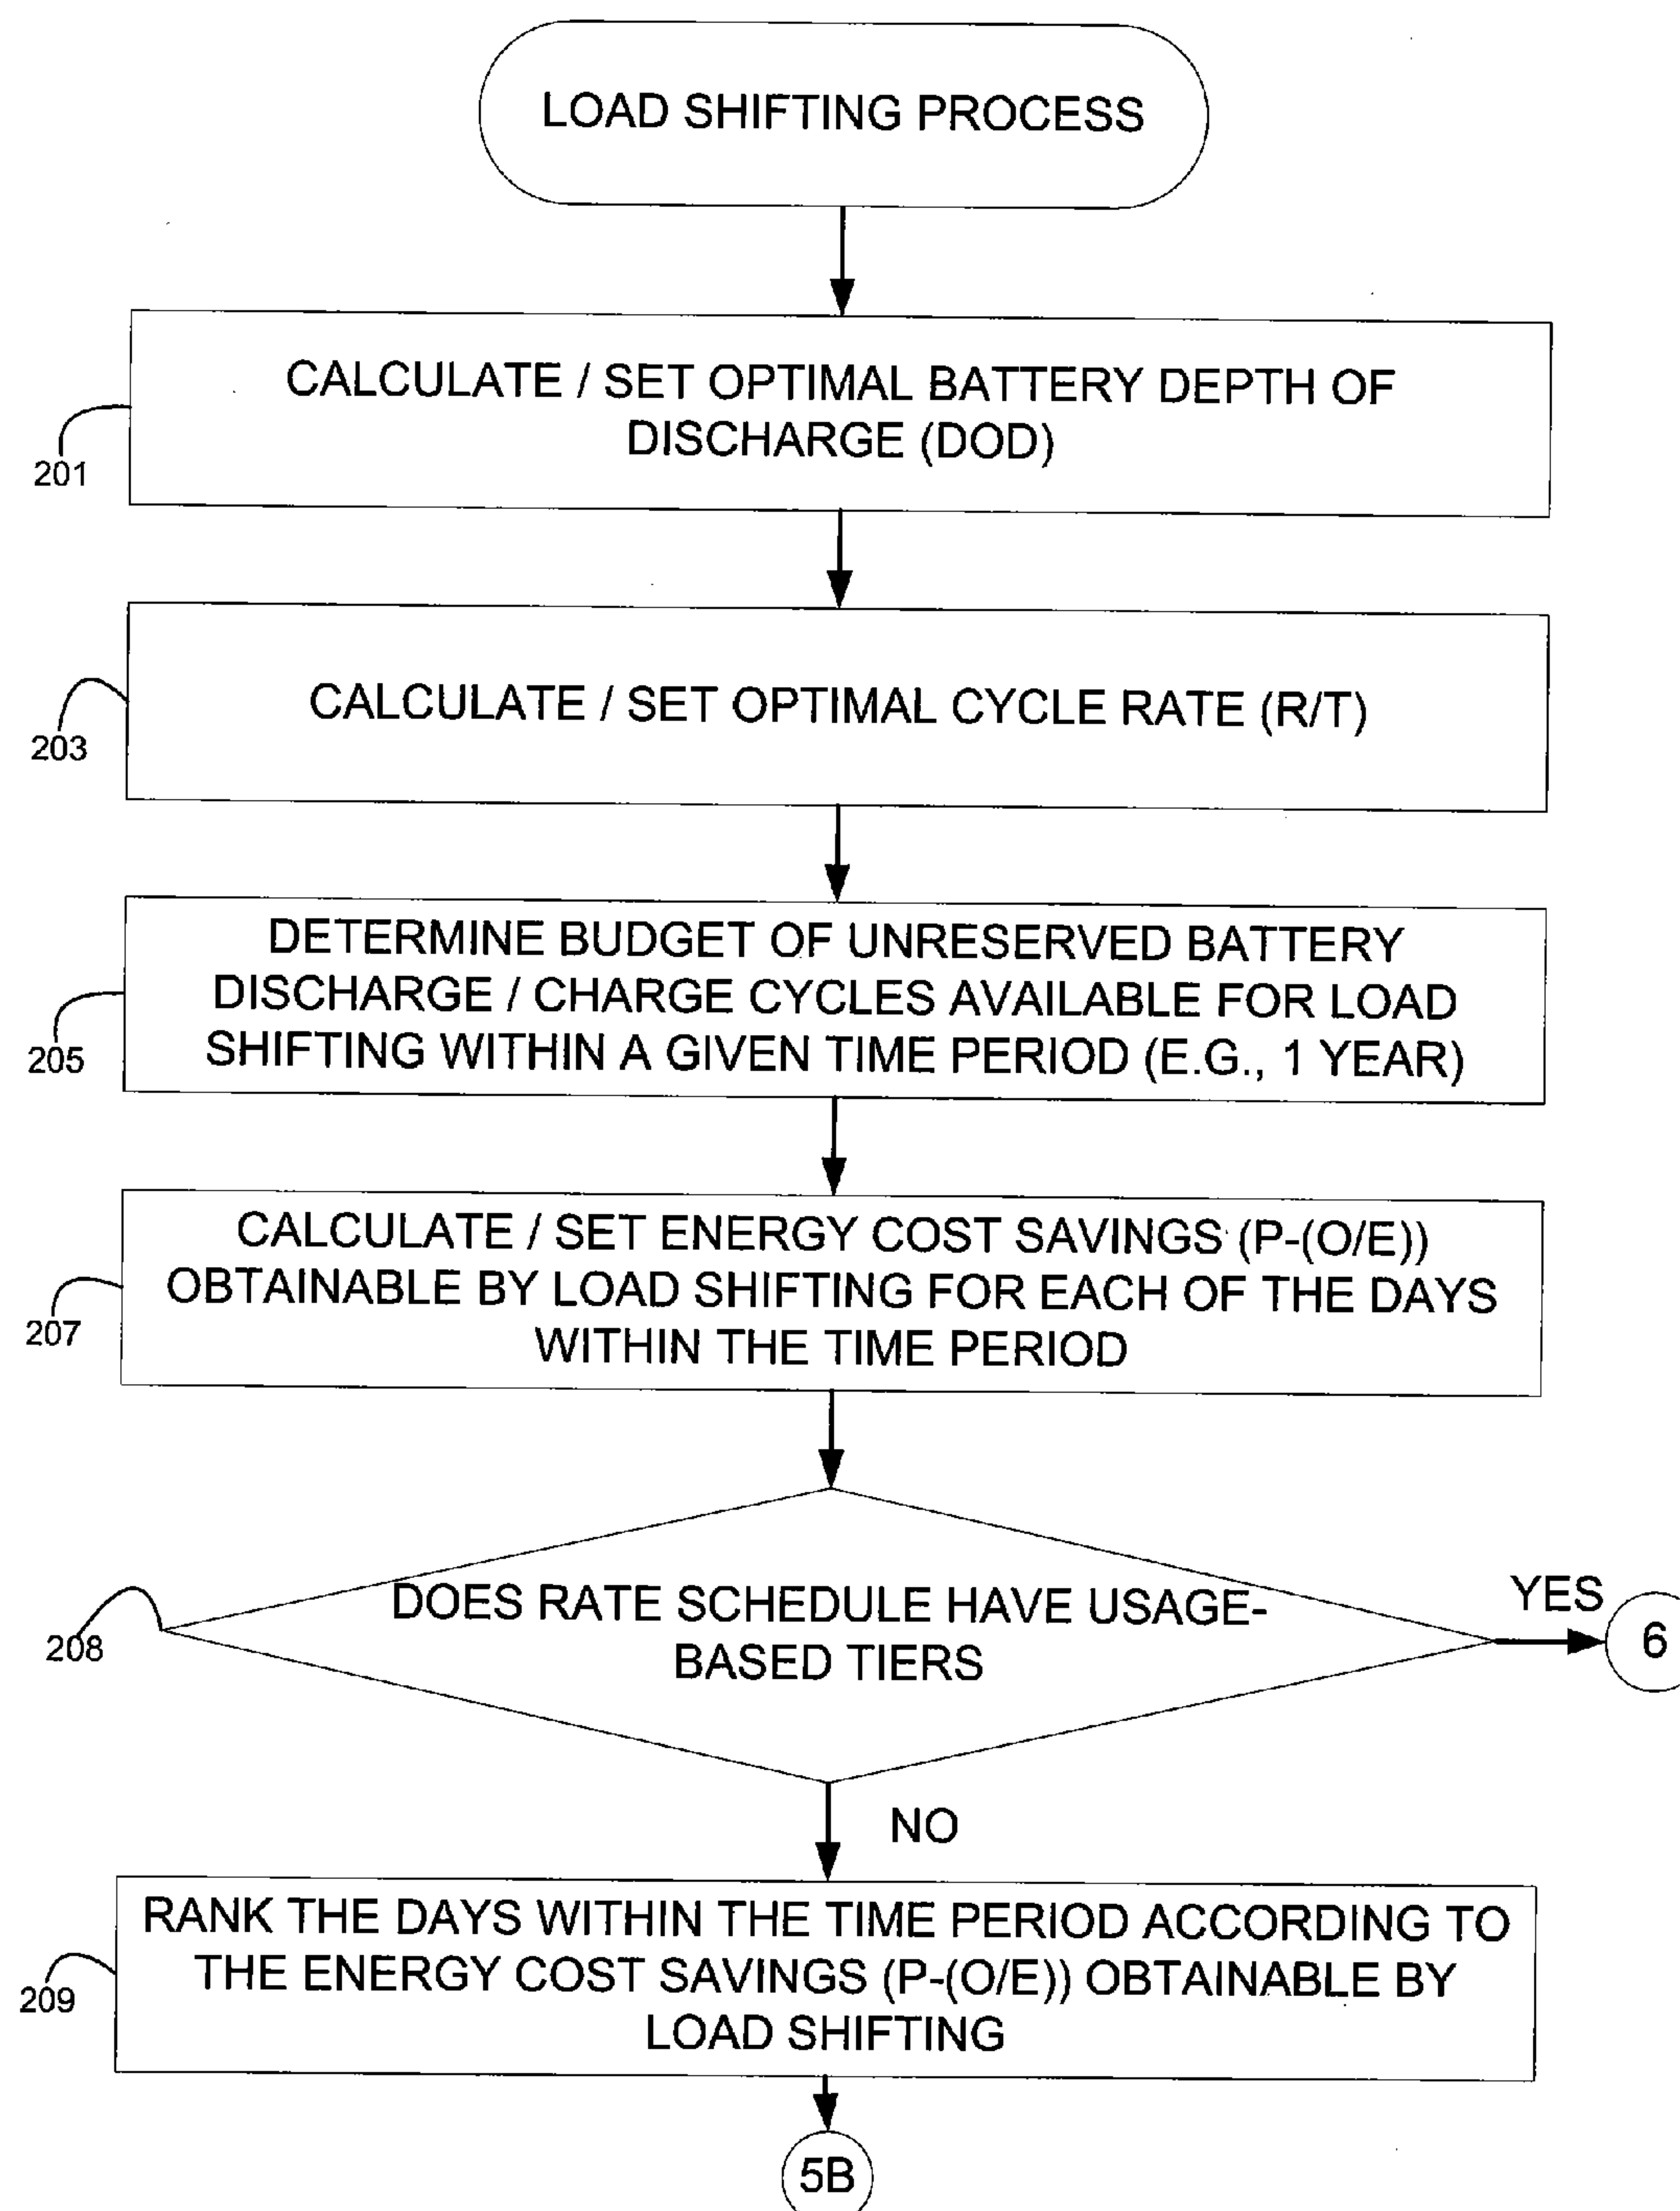 LOAD SHIFTING PROCESS
CALCULATE / SET OPTIMAL BATTERY DEPTH OF
DISCHARGE (DOD)
201
CALCULATE / SET OPTIMAL CYCLE RATE (R/T)
203
DETERMINE BUDGET OF UNRESERVED BATTERY
DISCHARGE / CHARGE CYCLES AVAILABLE FOR LOAD
SHIFTING WITHIN A GIVEN TIME PERIOD (E.G., 1 YEAR)
205
CALCULATE / SET ENERGY COST SAVINGS (P-(O/E))
OBTAINABLE BY LOAD SHIFTING FOR EACH OF THE DAYS
WITHIN THE TIME PERIOD
207
DOES RATE SCHEDULE HAVE USAGE-
BASED TIERS
208
YES
6
NO
RANK THE DAYS WITHIN THE TIME PERIOD ACCORDING TO
THE ENERGY COST SAVINGS (P-(O/E)) OBTAINABLE BY
LOAD SHIFTING
209
5B